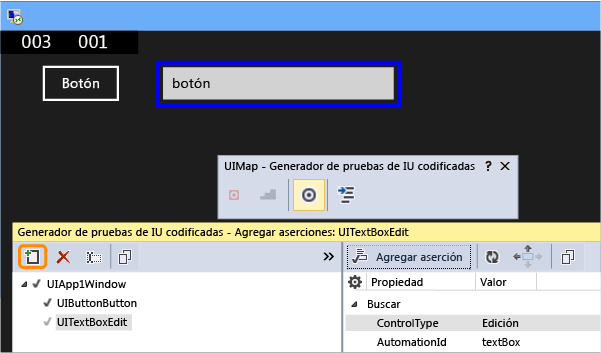 003 001
Botón botón
UIMap - Generador de pruebas de IU codificadas ? ×
Generador de pruebas de IU codificadas - Agregar aserciones: UITextBoxEdit
» Agregar aserción
Propiedad Valor
UIApp1Window
UIButtonButton
UITextBoxEdit
Buscar
ControlType Edición
AutomationId textBox